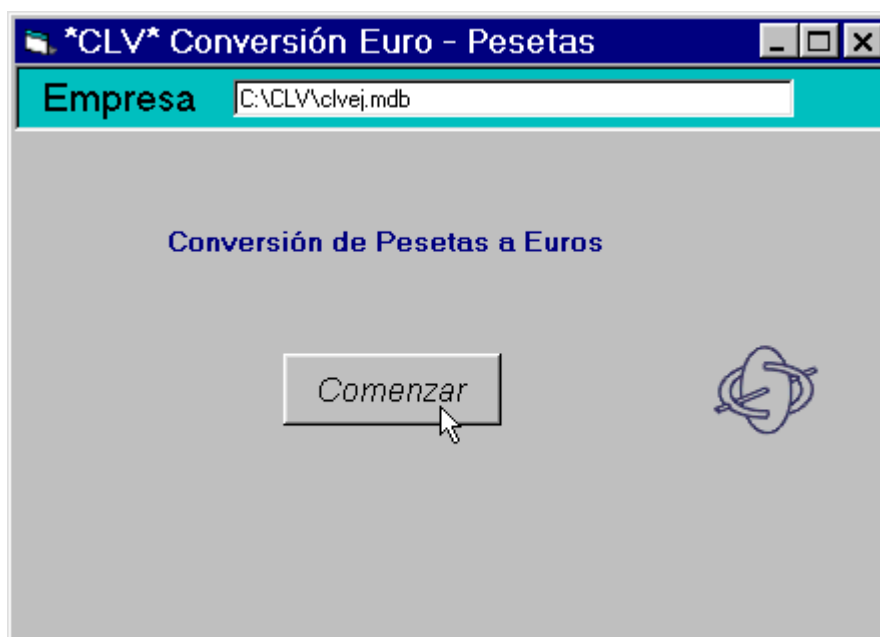 *CLV* Conversión Euro - Pesetas
Empresa C:\CLV\clvej.mdb
Conversión de Pesetas a Euros
Comenzar